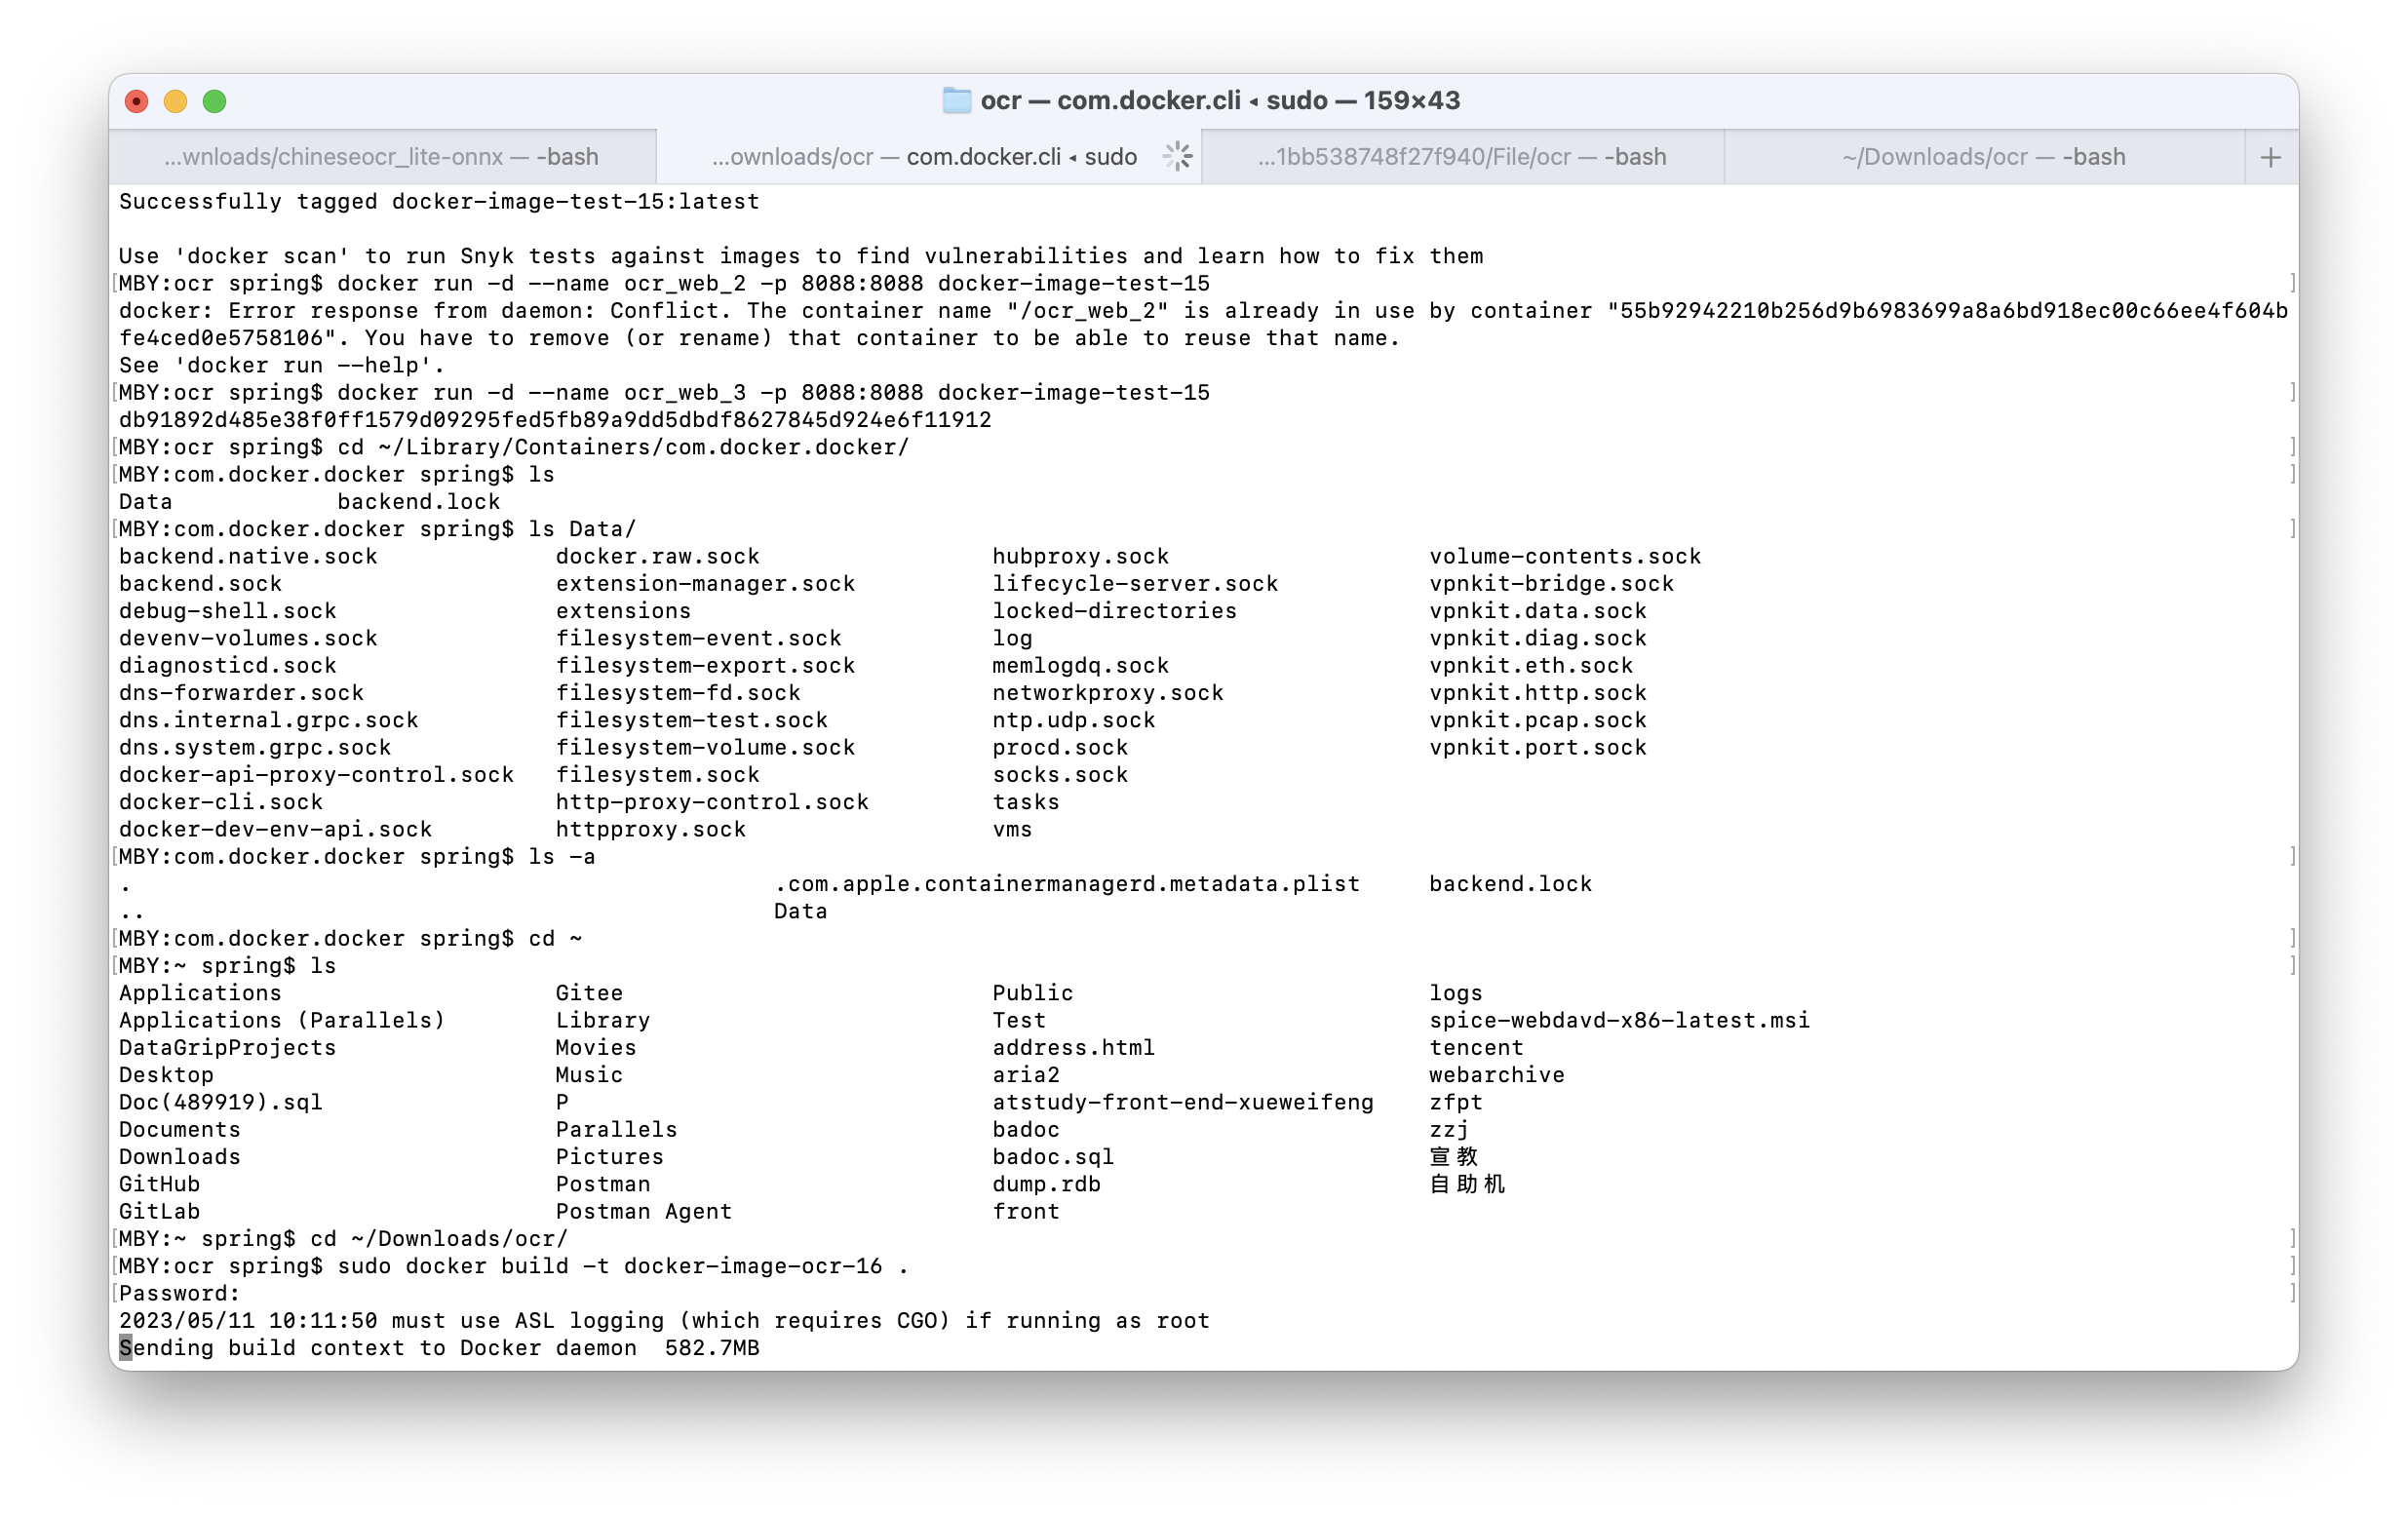 ocr — com.docker.cli ◂ sudo — 159×43
...wnloads/chineseocr_lite-onnx — -bash ...ownloads/ocr — com.docker.cli ◂ sudo ...1bb538748f27f940/File/ocr — -bash ~/Downloads/ocr — -bash +
Successfully tagged docker-image-test-15:latest
Use 'docker scan' to run Snyk tests against images to find vulnerabilities and learn how to fix them
[MBY:ocr spring$ docker run -d --name ocr_web_2 -p 8088:8088 docker-image-test-15 ]
docker: Error response from daemon: Conflict. The container name "/ocr_web_2" is already in use by container "55b92942210b256d9b6983699a8a6bd918ec00c66ee4f604b
fe4ced0e5758106". You have to remove (or rename) that container to be able to reuse that name.
See 'docker run --help'.
[MBY:ocr spring$ docker run -d --name ocr_web_3 -p 8088:8088 docker-image-test-15 ]
db91892d485e38f0ff1579d09295fed5fb89a9dd5dbdf8627845d924e6f11912
[MBY:ocr spring$ cd ~/Library/Containers/com.docker.docker/ ]
[MBY:com.docker.docker spring$ ls ]
Data backend.lock
[MBY:com.docker.docker spring$ ls Data/ ]
backend.native.sock docker.raw.sock hubproxy.sock volume-contents.sock
backend.sock extension-manager.sock lifecycle-server.sock vpnkit-bridge.sock
debug-shell.sock extensions locked-directories vpnkit.data.sock
devenv-volumes.sock filesystem-event.sock log vpnkit.diag.sock
diagnosticd.sock filesystem-export.sock memlogdq.sock vpnkit.eth.sock
dns-forwarder.sock filesystem-fd.sock networkproxy.sock vpnkit.http.sock
dns.internal.grpc.sock filesystem-test.sock ntp.udp.sock vpnkit.pcap.sock
dns.system.grpc.sock filesystem-volume.sock procd.sock vpnkit.port.sock
docker-api-proxy-control.sock filesystem.sock socks.sock
docker-cli.sock http-proxy-control.sock tasks
docker-dev-env-api.sock httpproxy.sock vms
[MBY:com.docker.docker spring$ ls -a ]
. .com.apple.containermanagerd.metadata.plist backend.lock
.. Data
[MBY:com.docker.docker spring$ cd ~ ]
[MBY:~ spring$ ls ]
Applications Gitee Public logs
Applications (Parallels) Library Test spice-webdavd-x86-latest.msi
DataGripProjects Movies address.html tencent
Desktop Music aria2 webarchive
Doc(489919).sql P atstudy-front-end-xueweifeng zfpt
Documents Parallels badoc zzj
Downloads Pictures badoc.sql 宣教
GitHub Postman dump.rdb 自助机
GitLab Postman Agent front
[MBY:~ spring$ cd ~/Downloads/ocr/ ]
[MBY:ocr spring$ sudo docker build -t docker-image-ocr-16 . ]
[Password: ]
2023/05/11 10:11:50 must use ASL logging (which requires CGO) if running as root
Sending build context to Docker daemon 582.7MB